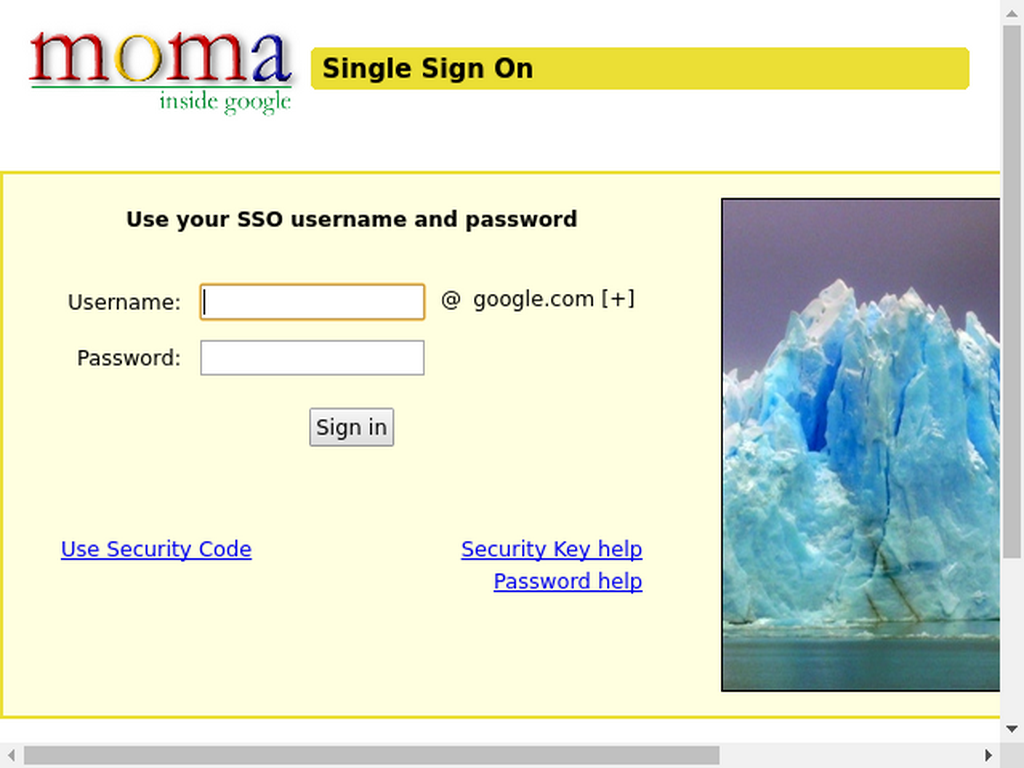 moma
inside google
Single Sign On
Use your SSO username and password
Username: @ google.com [+]
Password:
Sign in
Use Security Code
Security Key help
Password help